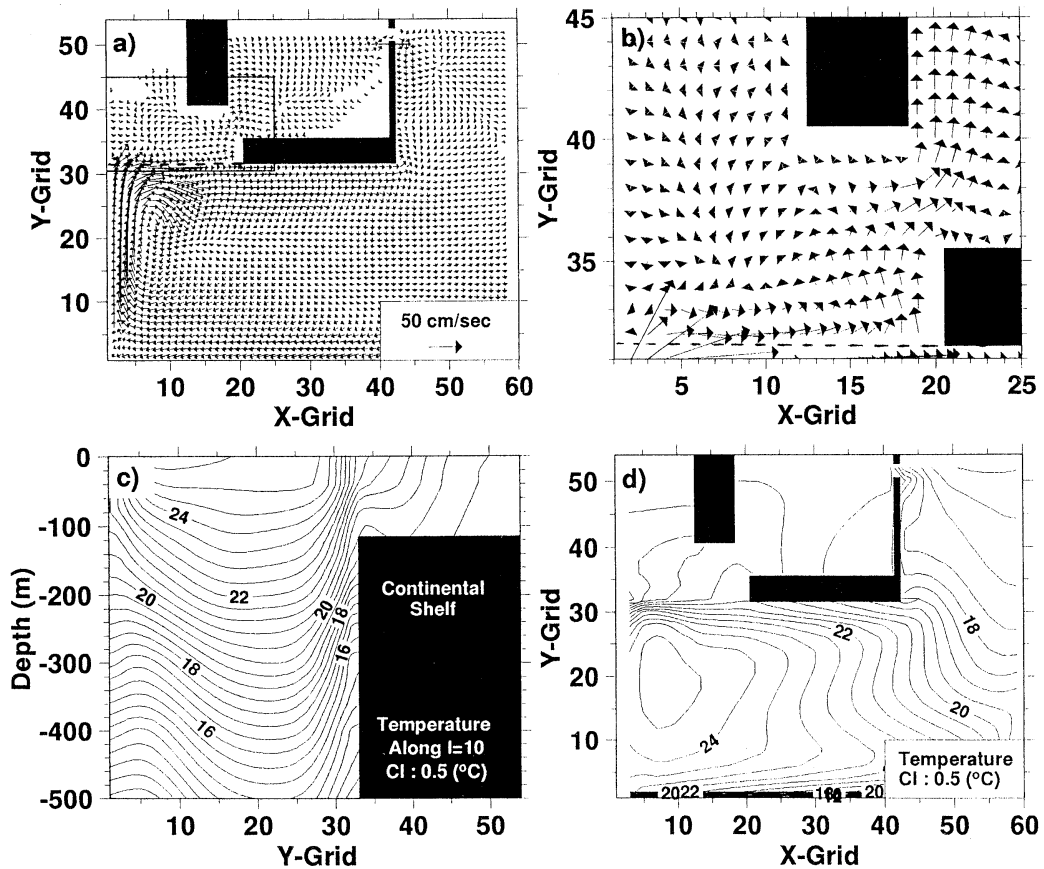 a)
50
40
30
20
10
Y-Grid
50 cm/sec
10 20 30 40 50 60
X-Grid
b)
45
40
35
Y-Grid
5 10 15 20 25
X-Grid
c)
0
-100
-200
-300
-400
-500
Depth (m)
24
22
20
20
18
18
16
16
Continental
Shelf
Temperature
Along I=10
CI : 0.5 (ºC)
10 20 30 40 50
Y-Grid
d)
50
40
30
20
10
Y-Grid
22
18
20
24
Temperature
CI : 0.5 (ºC)
2022
20
10 20 30 40 50 60
X-Grid